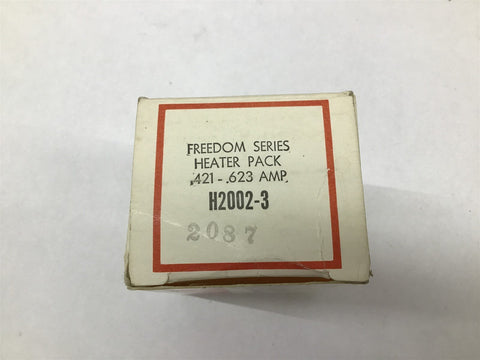 FREEDOM SERIES
HEATER PACK
.421 - .623 AMP.
H2002-3
2087